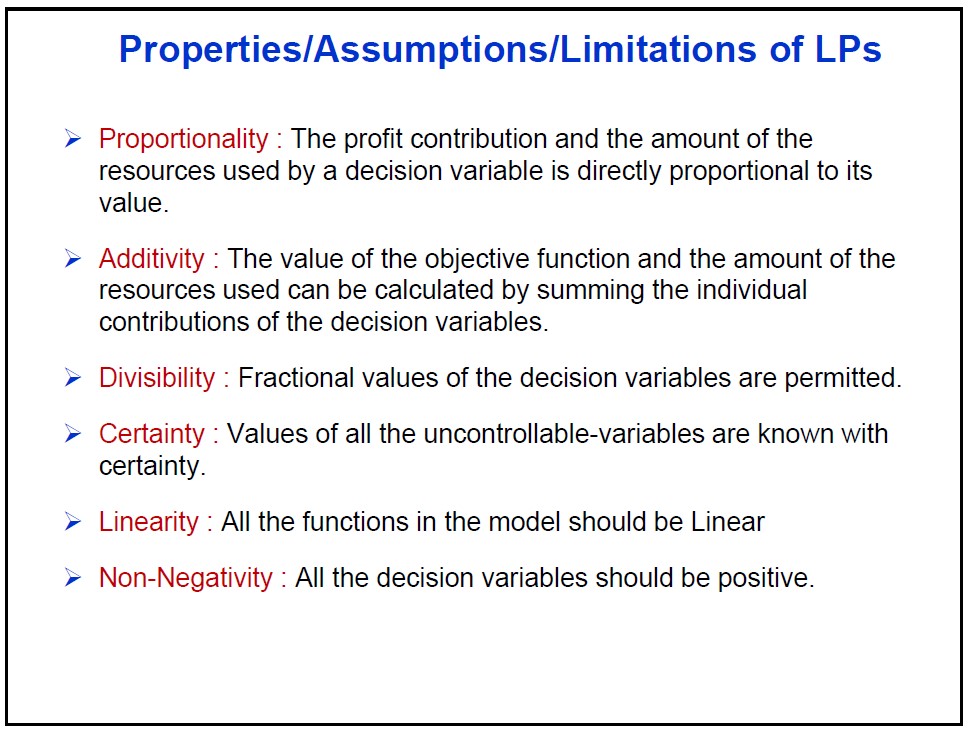 Properties/Assumptions/Limitations of LPs
➢ Proportionality : The profit contribution and the amount of the
resources used by a decision variable is directly proportional to its
value.
➢ Additivity : The value of the objective function and the amount of the
resources used can be calculated by summing the individual
contributions of the decision variables.
➢ Divisibility : Fractional values of the decision variables are permitted.
➢ Certainty : Values of all the uncontrollable-variables are known with
certainty.
➢ Linearity : All the functions in the model should be Linear
➢ Non-Negativity : All the decision variables should be positive.